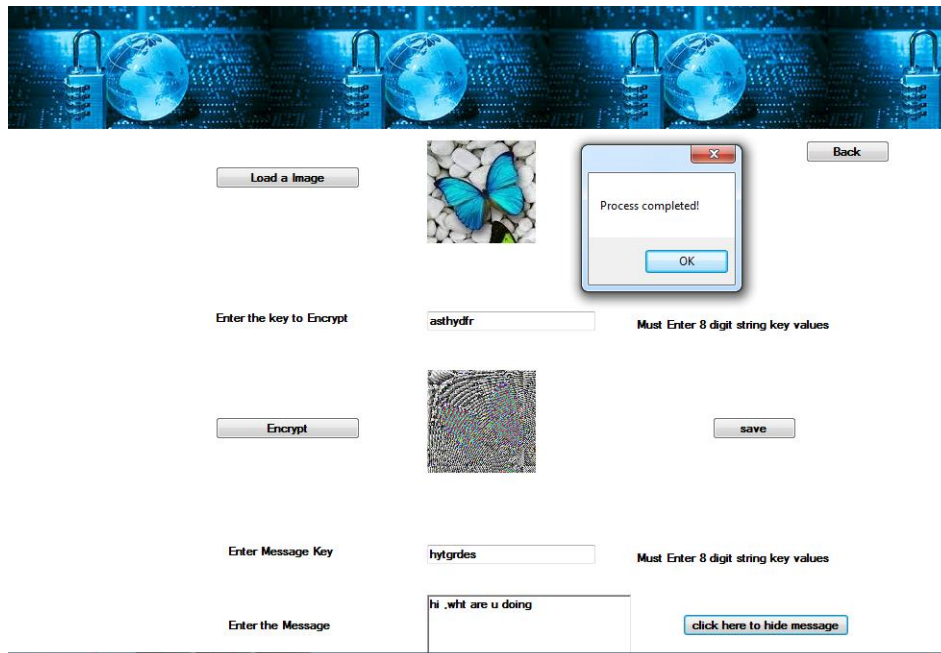 Back
Load a Image
Process completed!
OK
Enter the key to Encrypt asthydfr Must Enter 8 digit string key values
Encrypt save
Enter Message Key hytgrdes Must Enter 8 digit string key values
hi ,wht are u doing
Enter the Message click here to hide message